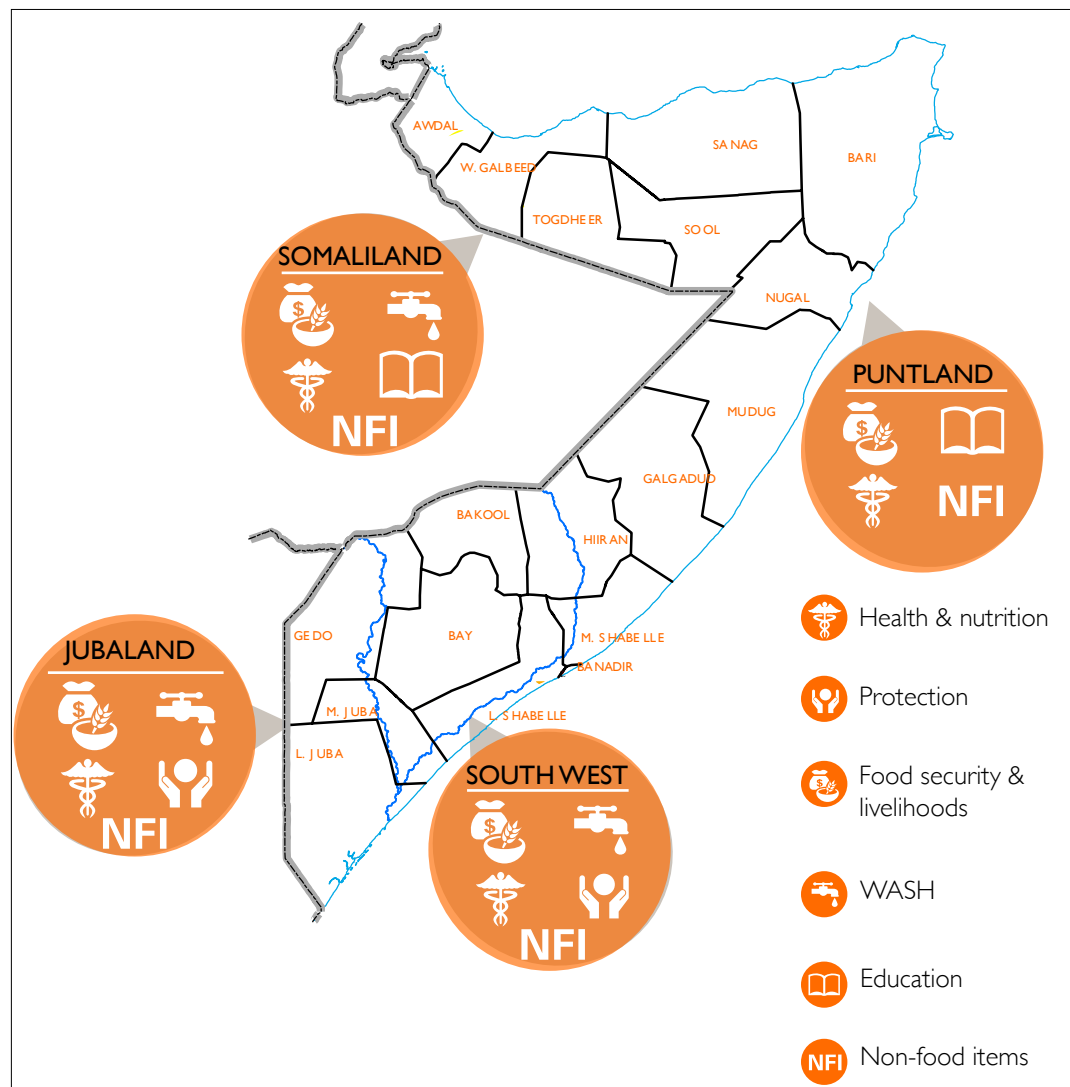 AWDAL
W. GALBEED
SANAG
BARI
TOGDHEER
SOOL
NUGAL
SOMALILAND
$
NFI
PUNTLAND
$
NFI
MUDUG
GALGADUD
BAKOOL
HIIRAN
GEDO
BAY
M. SHABELLE
BANADIR
M. JUBA
L. SHABELLE
L. JUBA
JUBALAND
$
NFI
SOUTH WEST
$
NFI
Health & nutrition
Protection
$
Food security &
livelihoods
WASH
Education
NFI Non-food items